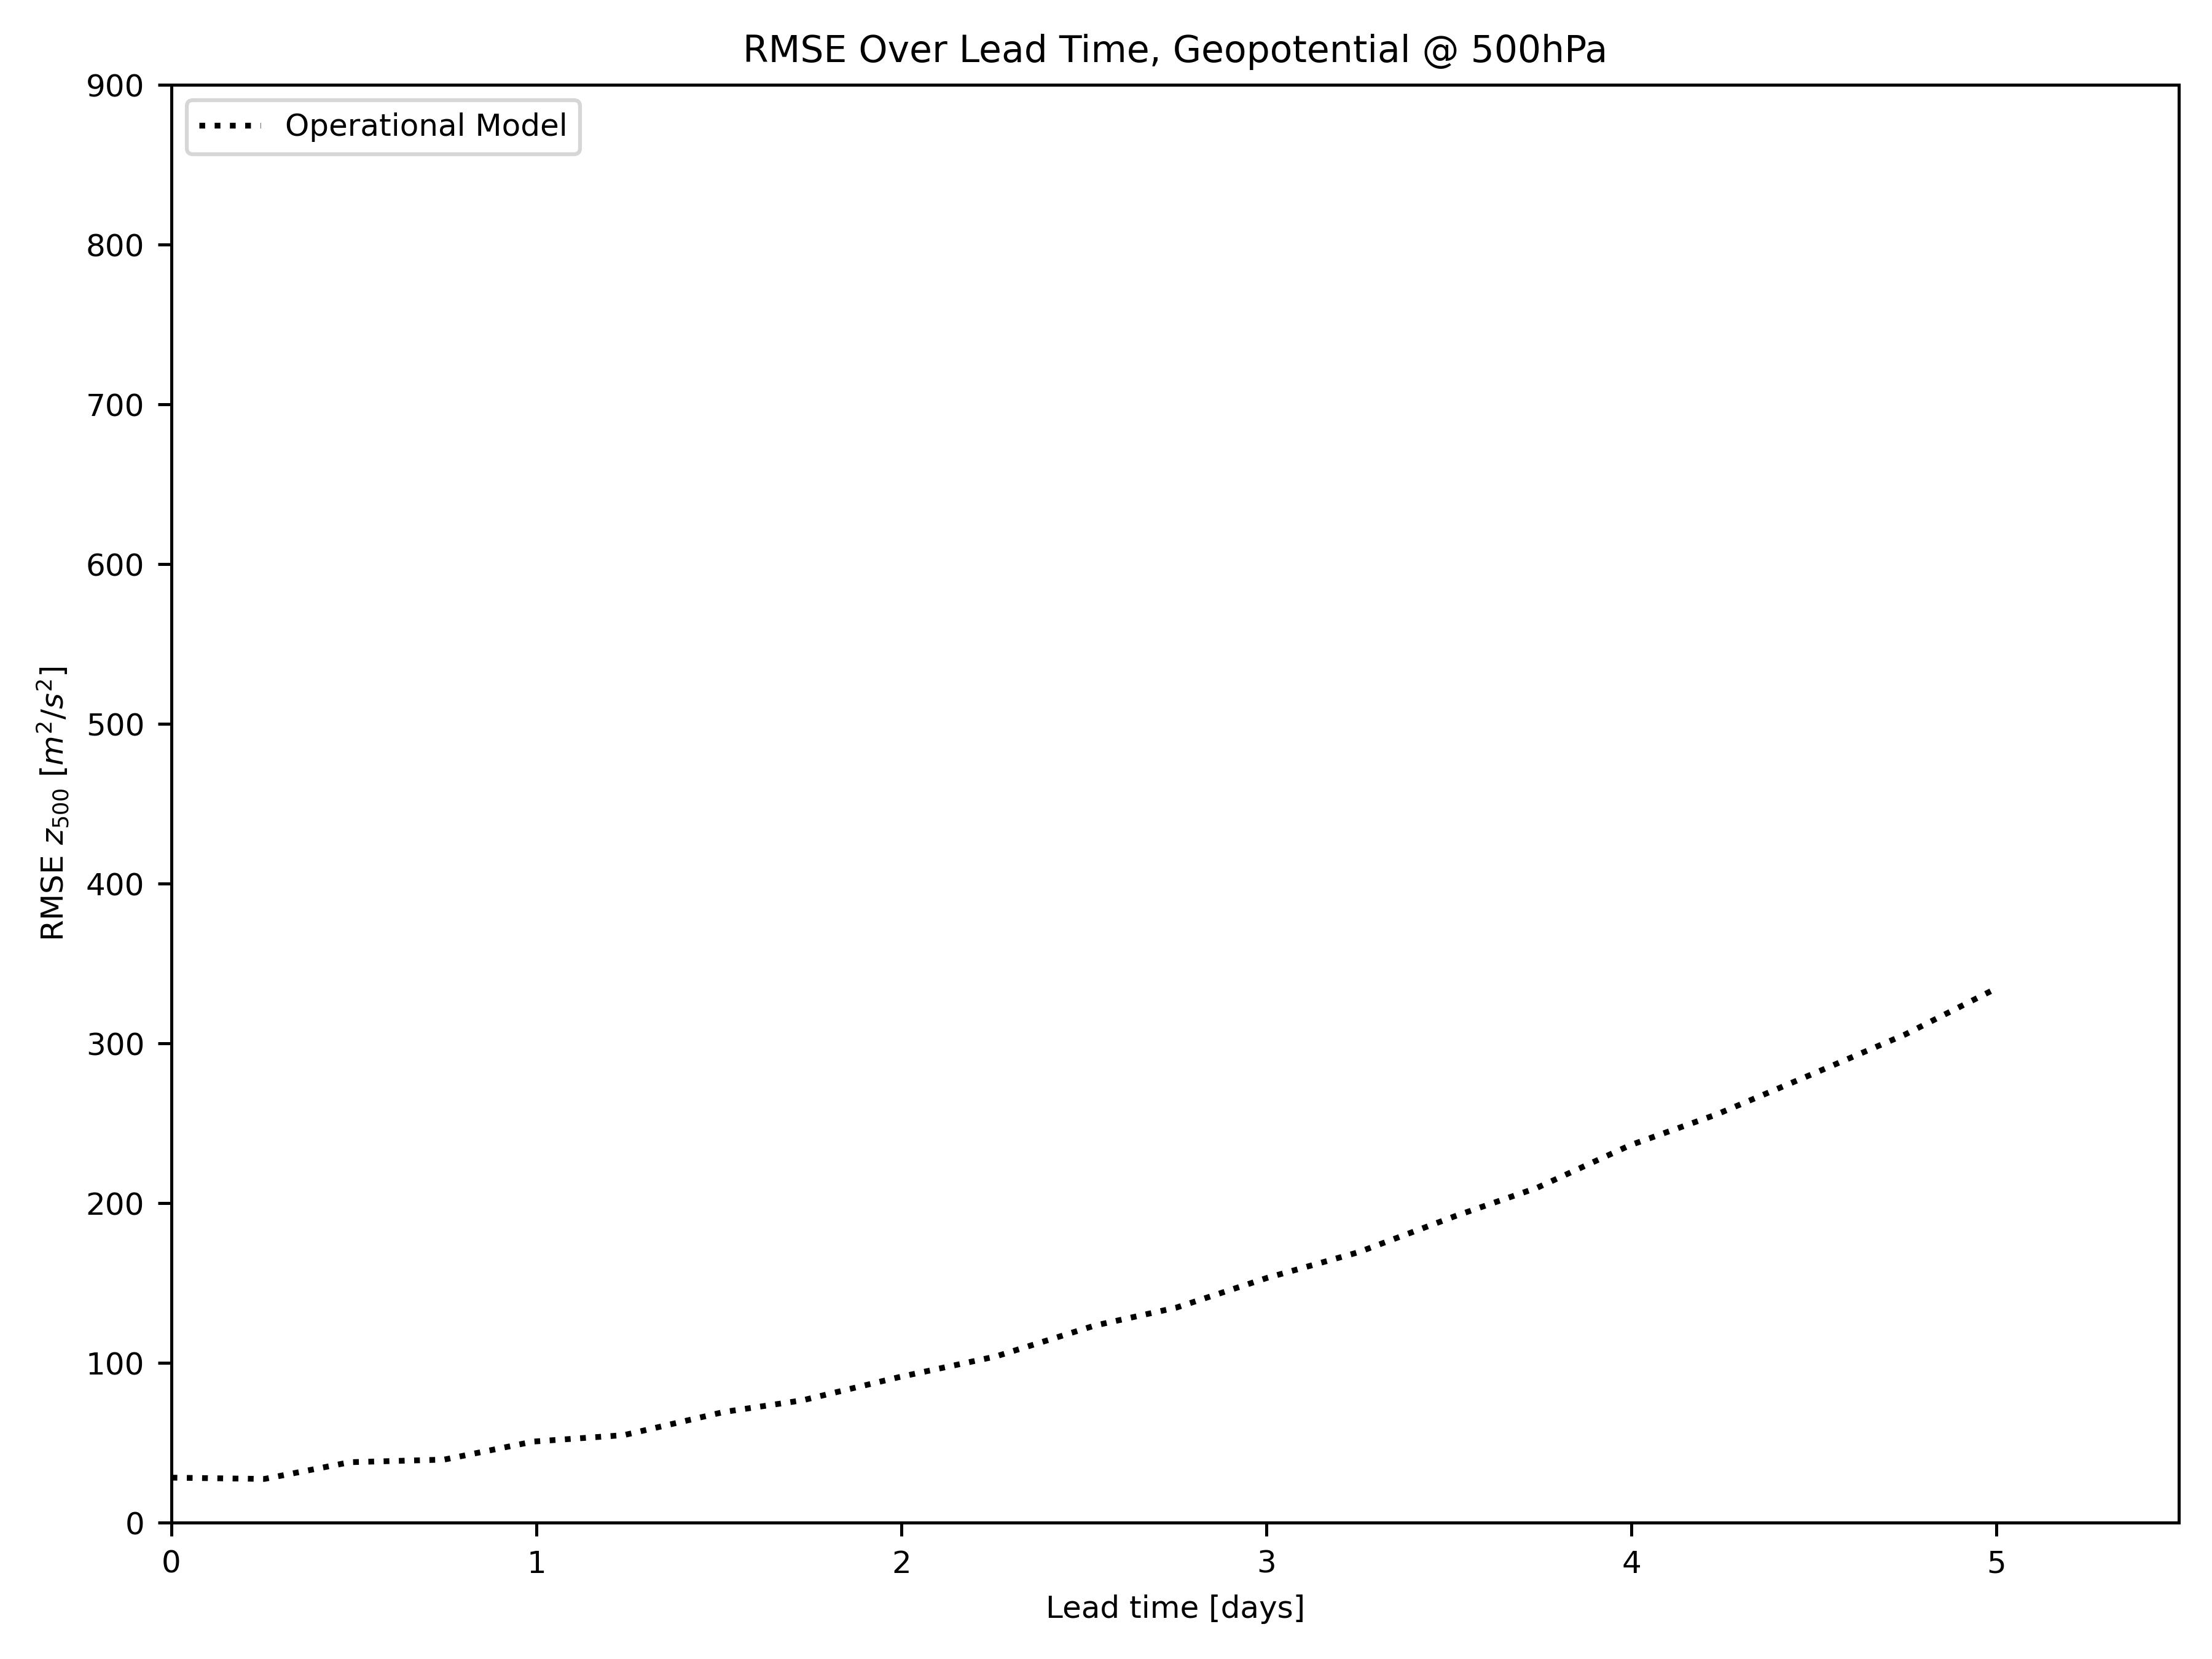 RMSE Over Lead Time, Geopotential @ 500hPa
Operational Model
900
800
700
600
500
400
300
200
100
0
RMSE z₅₀₀ [m²/s²]
0 1 2 3 4 5
Lead time [days]